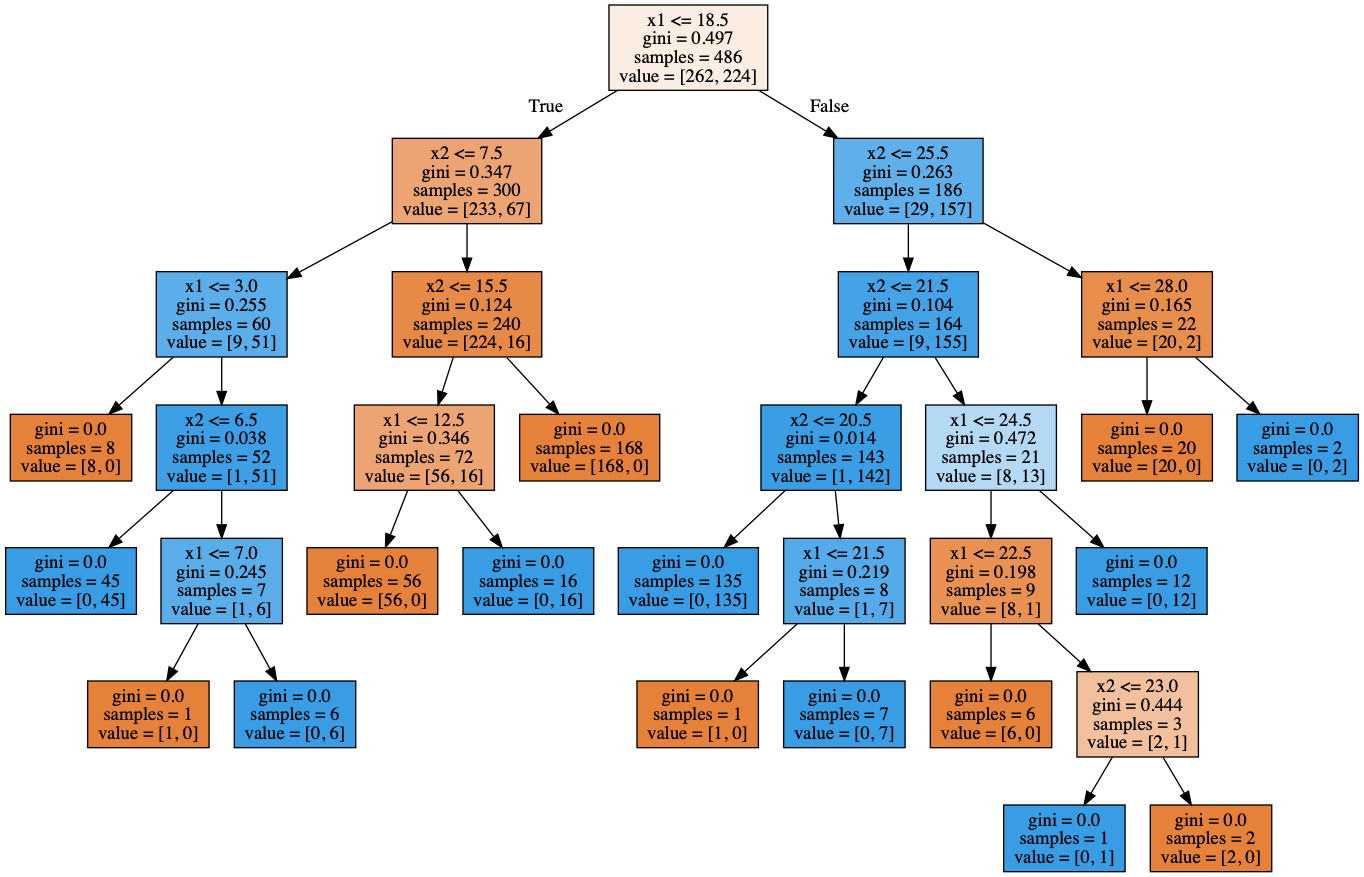 x1 <= 18.5
gini = 0.497
samples = 486
value = [262, 224]
True
False
x2 <= 7.5
gini = 0.347
samples = 300
value = [233, 67]
x2 <= 25.5
gini = 0.263
samples = 186
value = [29, 157]
x1 <= 3.0
gini = 0.255
samples = 60
value = [9, 51]
x2 <= 15.5
gini = 0.124
samples = 240
value = [224, 16]
x2 <= 21.5
gini = 0.104
samples = 164
value = [9, 155]
x1 <= 28.0
gini = 0.165
samples = 22
value = [20, 2]
gini = 0.0
samples = 8
value = [8, 0]
x2 <= 6.5
gini = 0.038
samples = 52
value = [1, 51]
x1 <= 12.5
gini = 0.346
samples = 72
value = [56, 16]
gini = 0.0
samples = 168
value = [168, 0]
x2 <= 20.5
gini = 0.014
samples = 143
value = [1, 142]
x1 <= 24.5
gini = 0.472
samples = 21
value = [8, 13]
gini = 0.0
samples = 20
value = [20, 0]
gini = 0.0
samples = 2
value = [0, 2]
gini = 0.0
samples = 45
value = [0, 45]
x1 <= 7.0
gini = 0.245
samples = 7
value = [1, 6]
gini = 0.0
samples = 56
value = [56, 0]
gini = 0.0
samples = 16
value = [0, 16]
gini = 0.0
samples = 135
value = [0, 135]
x1 <= 21.5
gini = 0.219
samples = 8
value = [1, 7]
x1 <= 22.5
gini = 0.198
samples = 9
value = [8, 1]
gini = 0.0
samples = 12
value = [0, 12]
gini = 0.0
samples = 1
value = [1, 0]
gini = 0.0
samples = 6
value = [0, 6]
gini = 0.0
samples = 1
value = [1, 0]
gini = 0.0
samples = 7
value = [0, 7]
gini = 0.0
samples = 6
value = [6, 0]
x2 <= 23.0
gini = 0.444
samples = 3
value = [2, 1]
gini = 0.0
samples = 1
value = [0, 1]
gini = 0.0
samples = 2
value = [2, 0]